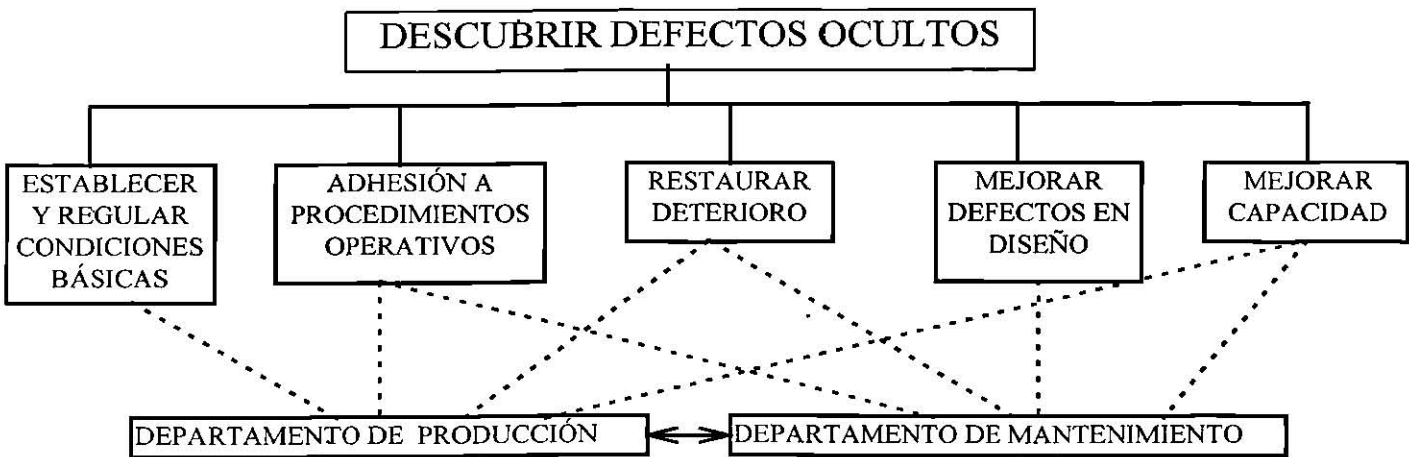 DESCUBRIR DEFECTOS OCULTOS
ESTABLECER
Y REGULAR
CONDICIONES
BÁSICAS
ADHESIÓN A
PROCEDIMIENTOS
OPERATIVOS
RESTAURAR
DETERIORO
MEJORAR
DEFECTOS EN
DISEÑO
MEJORAR
CAPACIDAD
DEPARTAMENTO DE PRODUCCIÓN
DEPARTAMENTO DE MANTENIMIENTO